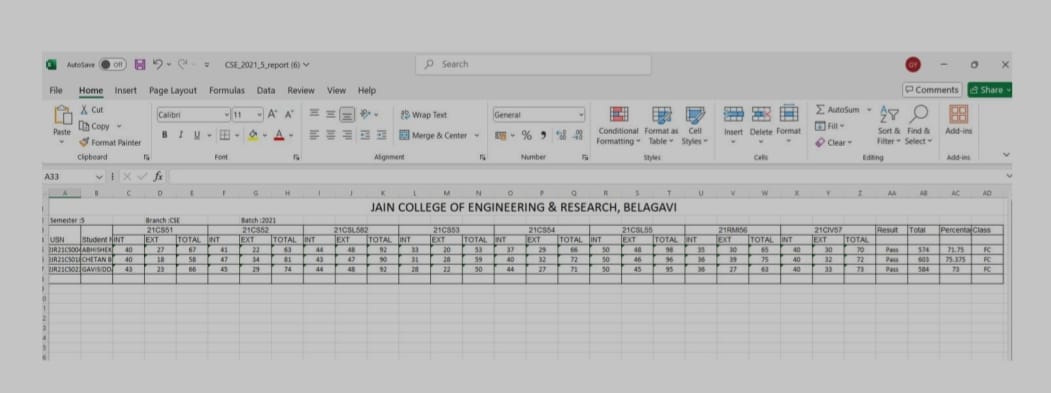 AutoSave Off CSE_2021_5_report (6) Search GT
File Home Insert Page Layout Formulas Data Review View Help Comments Share
Cut
Copy
Format Painter
Paste
Clipboard
Calibri 11 A A
B I U A
Font
Wrap Text
Merge & Center
Alignment
General
%
Number
Conditional Formatting Format as Table Cell Styles
Styles
Insert Delete Format
Cells
AutoSum
Fill
Clear
Sort & Filter Find & Select
Editing
Add-ins
Add-ins
A33 fx
A B C D E F G H I J K L M N O P Q R S T U V W X Y Z AA AB AC AD
JAIN COLLEGE OF ENGINEERING & RESEARCH, BELAGAVI
Semester :5 Branch :CSE Batch :2021
21CS51 21CS52 21CSL582 21CS53 21CS54 21CSL55 21RMI56 21CIV57 Result Total Percenta Class
USN Student N INT EXT TOTAL INT EXT TOTAL INT EXT TOTAL INT EXT TOTAL INT EXT TOTAL INT EXT TOTAL INT EXT TOTAL INT EXT TOTAL
ABHISHEK 40 27 67 41 22 63 44 48 92 33 20 53 37 29 66 50 48 98 35 30 65 40 30 70 Pass 574 71.75 FC
CHETAN B 40 18 58 47 34 81 43 47 90 31 28 59 40 32 72 50 46 96 36 39 75 40 32 72 Pass 603 75.375 FC
43 23 66 45 29 74 44 48 92 28 22 50 44 27 71 50 45 95 36 27 63 40 33 73 Pass 584 73 FC